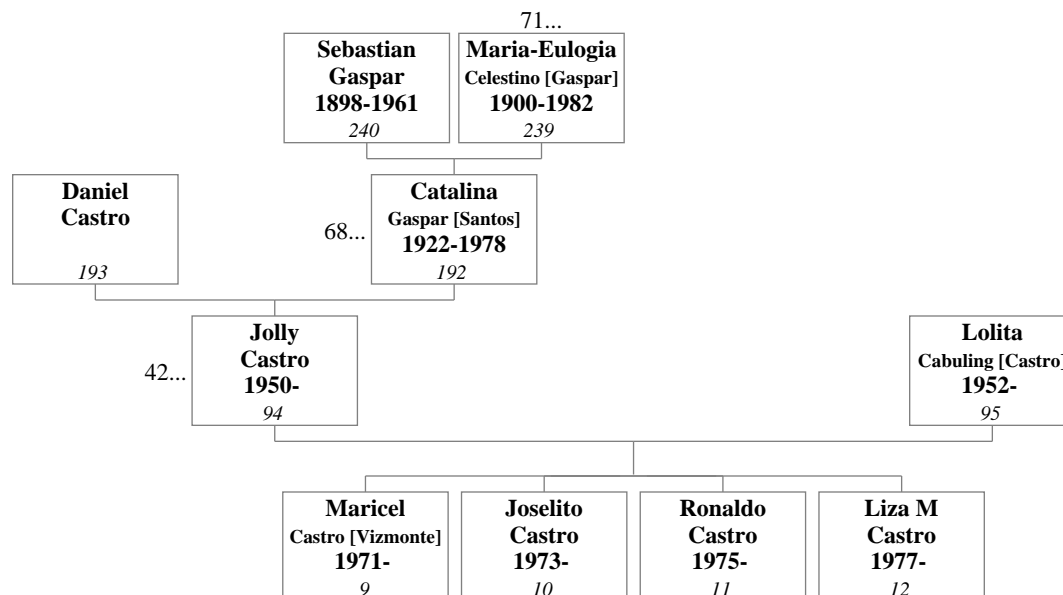 71...
Sebastian
Gaspar
1898-1961
240
Maria-Eulogia
Celestino [Gaspar]
1900-1982
239
Daniel
Castro
193
68...
Catalina
Gaspar [Santos]
1922-1978
192
42...
Jolly
Castro
1950-
94
Lolita
Cabuling [Castro]
1952-
95
Maricel
Castro [Vizmonte]
1971-
9
Joselito
Castro
1973-
10
Ronaldo
Castro
1975-
11
Liza M
Castro
1977-
12